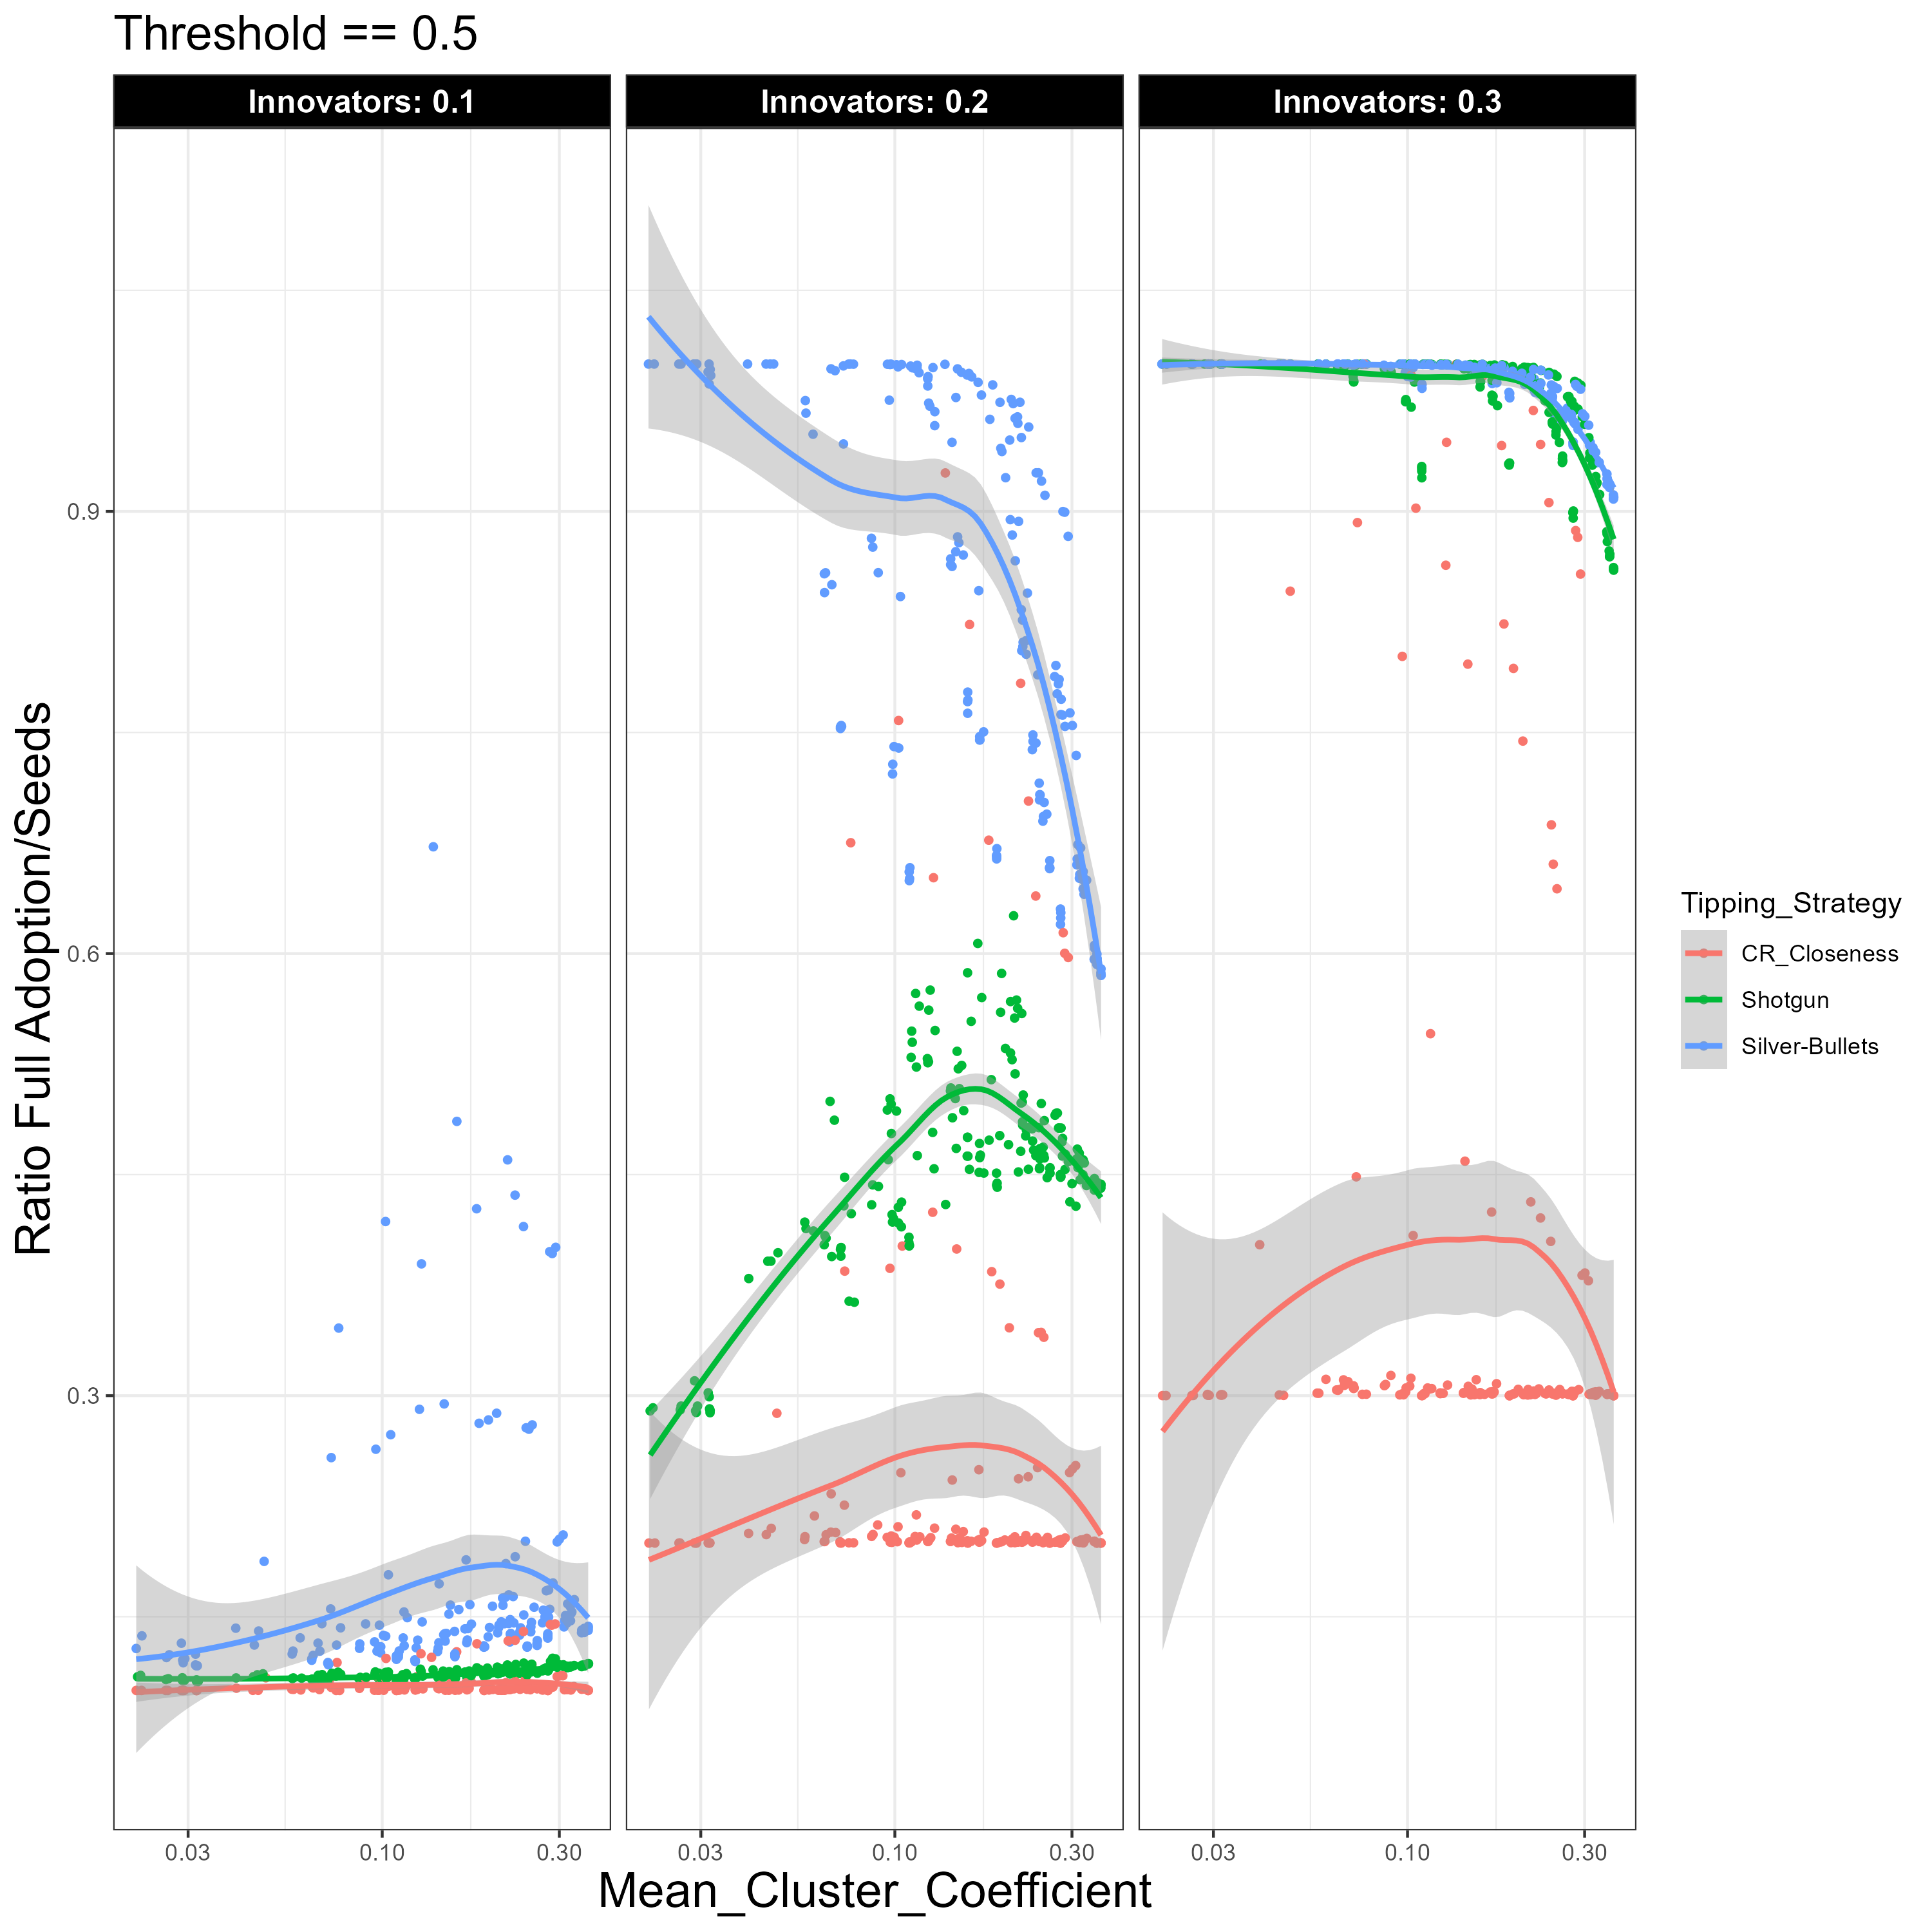 Threshold == 0.5
Innovators: 0.1
Innovators: 0.2
Innovators: 0.3
Ratio Full Adoption/Seeds
0.9
0.6
0.3
0.03 0.10 0.30
0.03 0.10 0.30
0.03 0.10 0.30
Mean_Cluster_Coefficient
Tipping_Strategy
CR_Closeness
Shotgun
Silver-Bullets